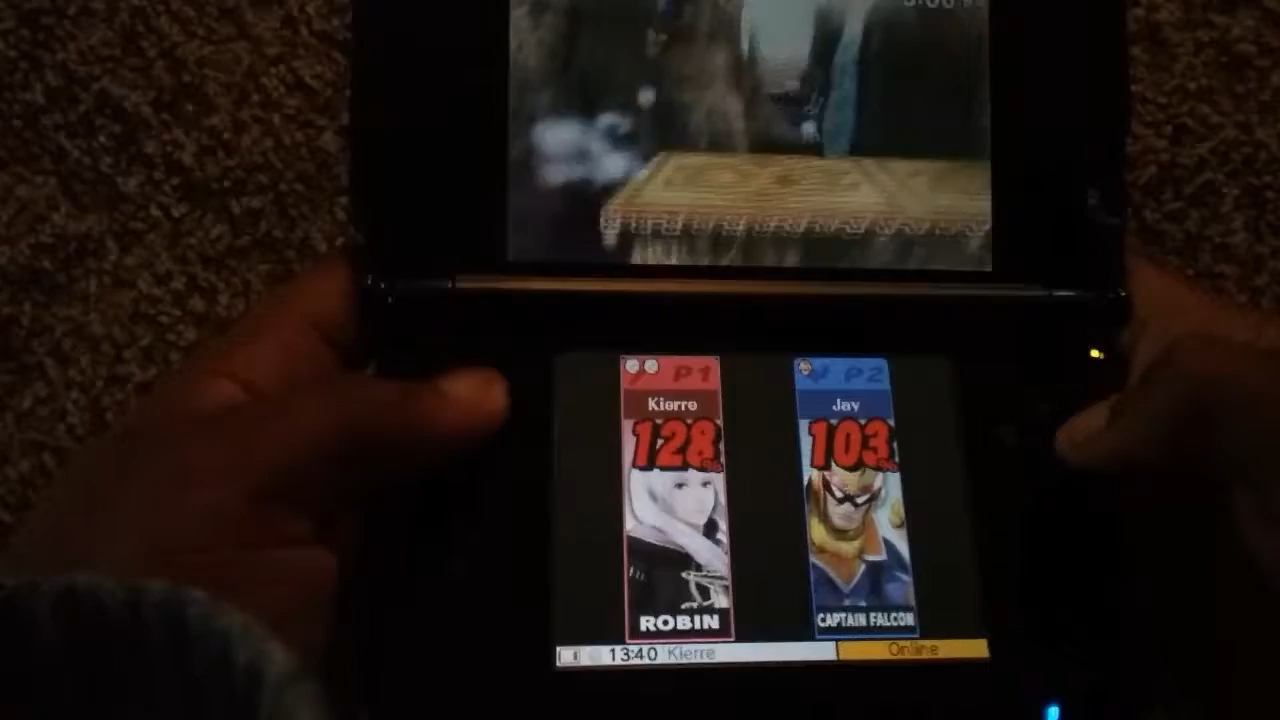 P1
Kierre
128%
ROBIN
P2
Jay
103%
CAPTAIN FALCON
13:40 Kierre
Online